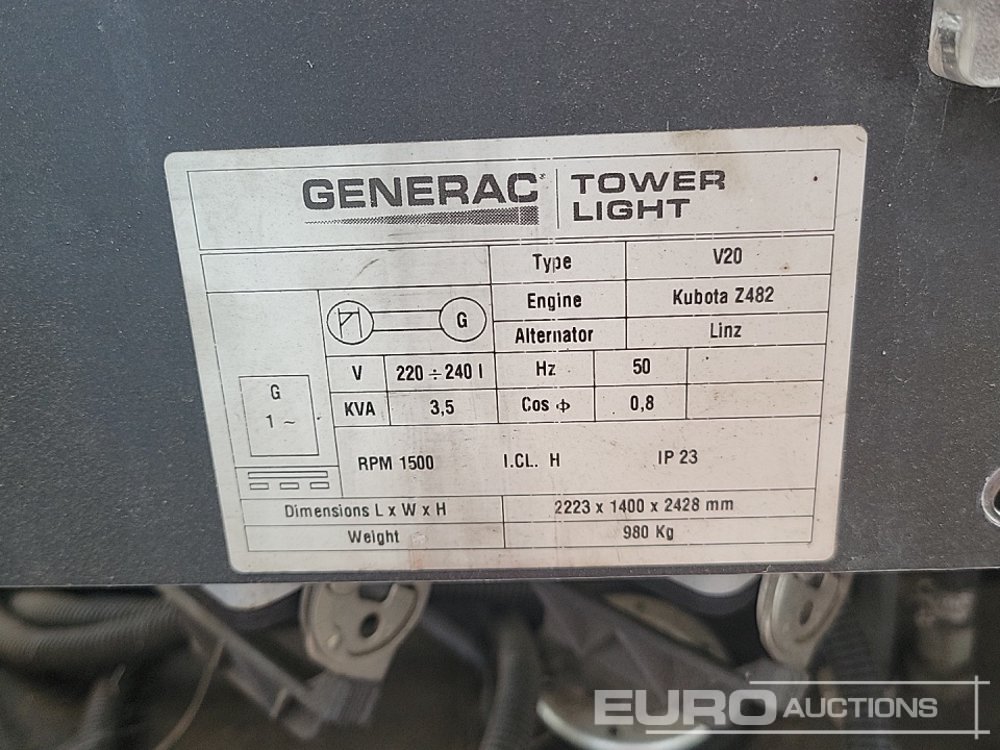 GENERAC
TOWER
LIGHT
Type V20
Engine Kubota Z482
G
Alternator Linz
V 220 ÷ 240 I Hz 50
G
1 ~
KVA 3,5 Cos ϕ 0,8
RPM 1500 I.CL. H IP 23
Dimensions L x W x H 2223 x 1400 x 2428 mm
Weight 980 Kg
EURO AUCTIONS